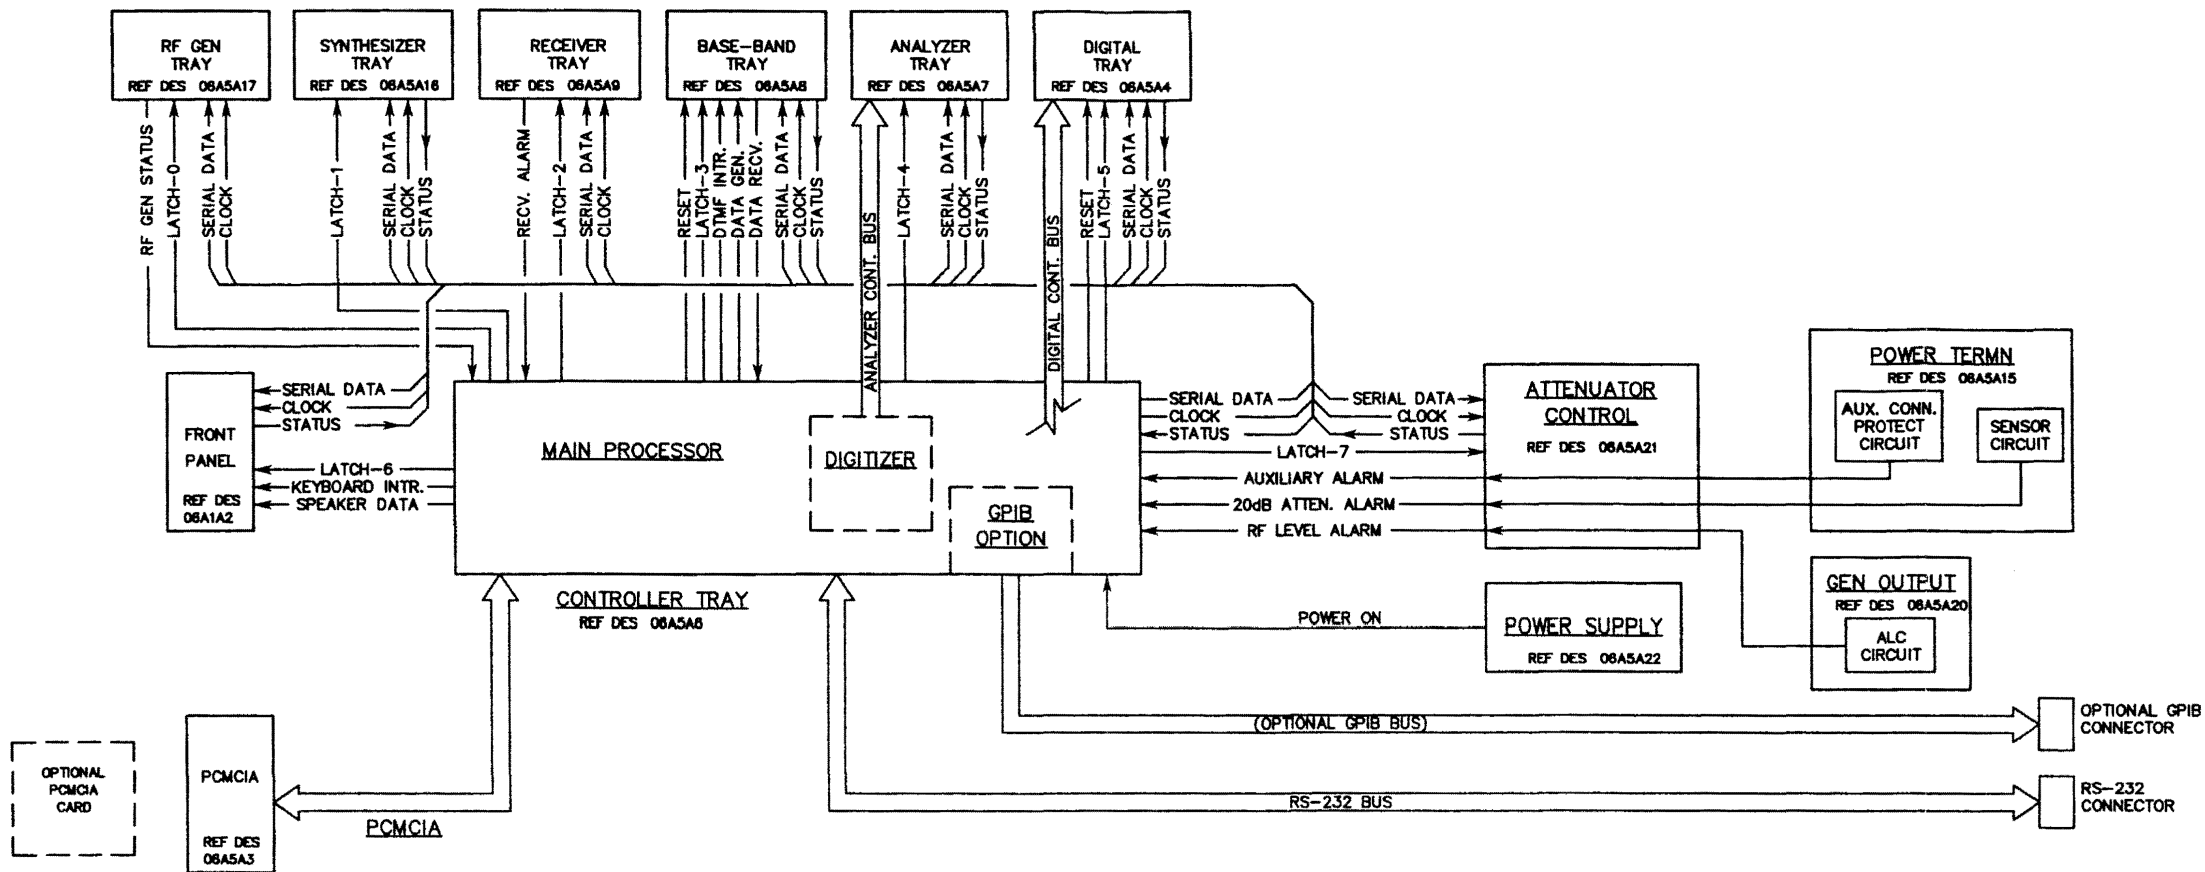 RF GEN
TRAY
REF DES 06A5A17
SYNTHESIZER
TRAY
REF DES 06A5A16
RECEIVER
TRAY
REF DES 06A5A9
BASE-BAND
TRAY
REF DES 06A5A8
ANALYZER
TRAY
REF DES 06A5A7
DIGITAL
TRAY
REF DES 06A5A4
RF GEN STATUS
LATCH-0
SERIAL DATA
CLOCK
LATCH-1
SERIAL DATA
CLOCK
STATUS
RECV. ALARM
LATCH-2
SERIAL DATA
CLOCK
RESET
LATCH-3
DTMF INTR.
DATA GEN.
DATA RECV.
SERIAL DATA
CLOCK
STATUS
ANALYZER CONT. BUS
LATCH-4
SERIAL DATA
CLOCK
STATUS
DIGITAL CONT. BUS
RESET
LATCH-5
SERIAL DATA
CLOCK
STATUS
FRONT
PANEL
REF DES
06A1A2
SERIAL DATA
CLOCK
STATUS
LATCH-6
KEYBOARD INTR.
SPEAKER DATA
MAIN PROCESSOR
DIGITIZER
GPIB
OPTION
CONTROLLER TRAY
REF DES 06A5A6
SERIAL DATA
CLOCK
STATUS
SERIAL DATA
CLOCK
STATUS
LATCH-7
AUXILIARY ALARM
20dB ATTEN. ALARM
RF LEVEL ALARM
ATTENUATOR
CONTROL
REF DES 06A5A21
POWER TERMN
REF DES 06A5A15
AUX. CONN.
PROTECT
CIRCUIT
SENSOR
CIRCUIT
GEN OUTPUT
REF DES 06A5A20
ALC
CIRCUIT
POWER ON
POWER SUPPLY
REF DES 06A5A22
(OPTIONAL GPIB BUS)
OPTIONAL GPIB
CONNECTOR
RS-232 BUS
RS-232
CONNECTOR
OPTIONAL
PCMCIA
CARD
PCMCIA
REF DES
06A5A3
PCMCIA